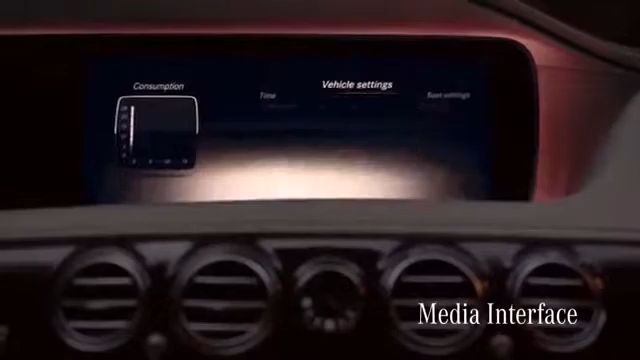 Consumption
Time
Vehicle settings
Seat settings
Media Interface